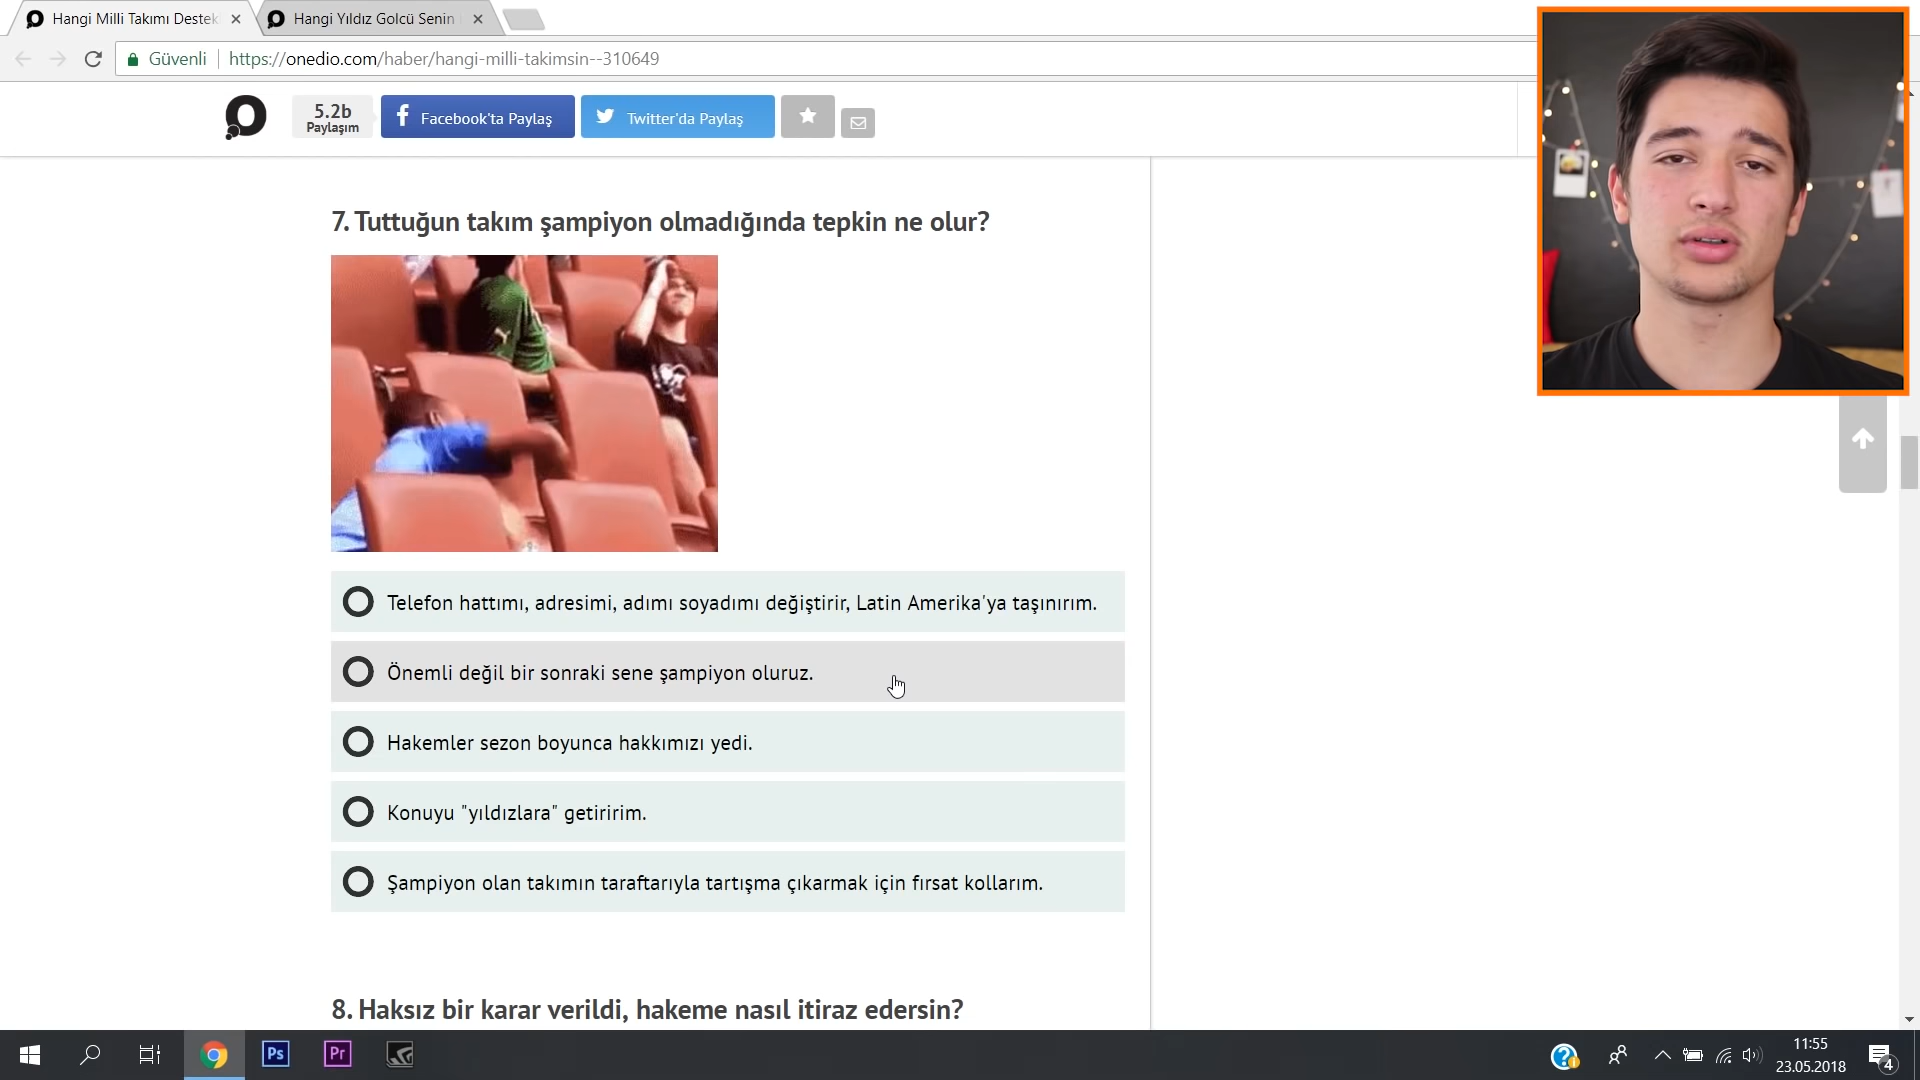 Hangi Milli Takımı Destek
Hangi Yıldız Golcü Senin
Güvenli
https://onedio.com/haber/hangi-milli-takimsin--310649
5.2b
Paylaşım
Facebook'ta Paylaş
Twitter'da Paylaş
7. Tuttuğun takım şampiyon olmadığında tepkin ne olur?
Telefon hattımı, adresimi, adımı soyadımı değiştirir, Latin Amerika'ya taşınırım.
Önemli değil bir sonraki sene şampiyon oluruz.
Hakemler sezon boyunca hakkımızı yedi.
Konuyu "yıldızlara" getiririm.
Şampiyon olan takımın taraftarıyla tartışma çıkarmak için fırsat kollarım.
8. Haksız bir karar verildi, hakeme nasıl itiraz edersin?
Ps
Pr
11:55
23.05.2018
4